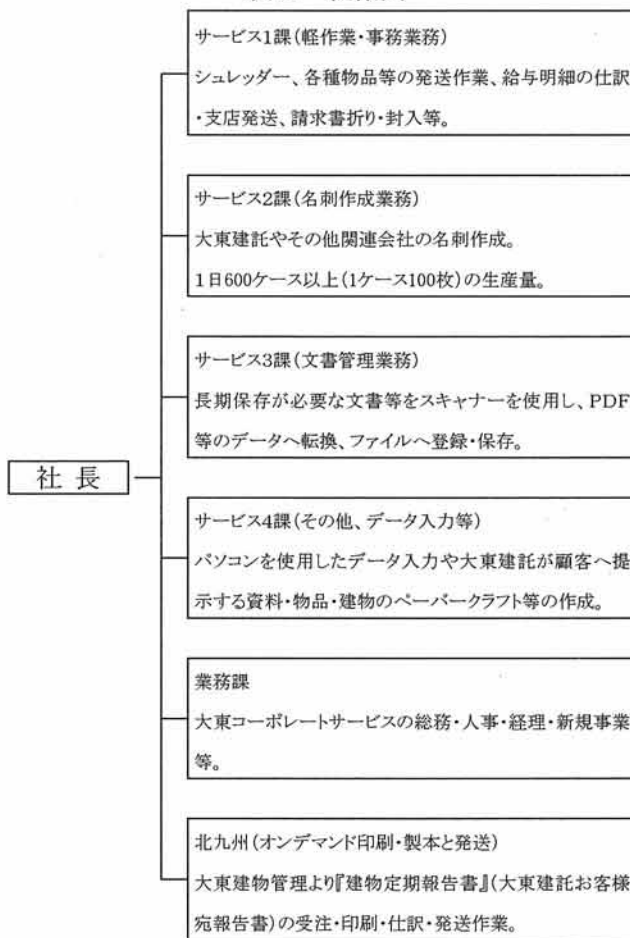 サービス1課(軽作業・事務業務)
シュレッダー、各種物品等の発送作業、給与明細の仕訳
・支店発送、請求書折り・封入等。
サービス2課(名刺作成業務)
大東建託やその他関連会社の名刺作成。
1日600ケース以上(1ケース100枚)の生産量。
サービス3課(文書管理業務)
長期保存が必要な文書等をスキャナーを使用し、PDF
等のデータへ転換、ファイルへ登録・保存。
社長
サービス4課(その他、データ入力等)
パソコンを使用したデータ入力や大東建託が顧客へ提
示する資料・物品・建物のペーパークラフト等の作成。
業務課
大東コーポレートサービスの総務・人事・経理・新規事業
等。
北九州(オンデマンド印刷・製本と発送)
大東建物管理より『建物定期報告書』(大東建託お客様
宛報告書)の受注・印刷・仕訳・発送作業。